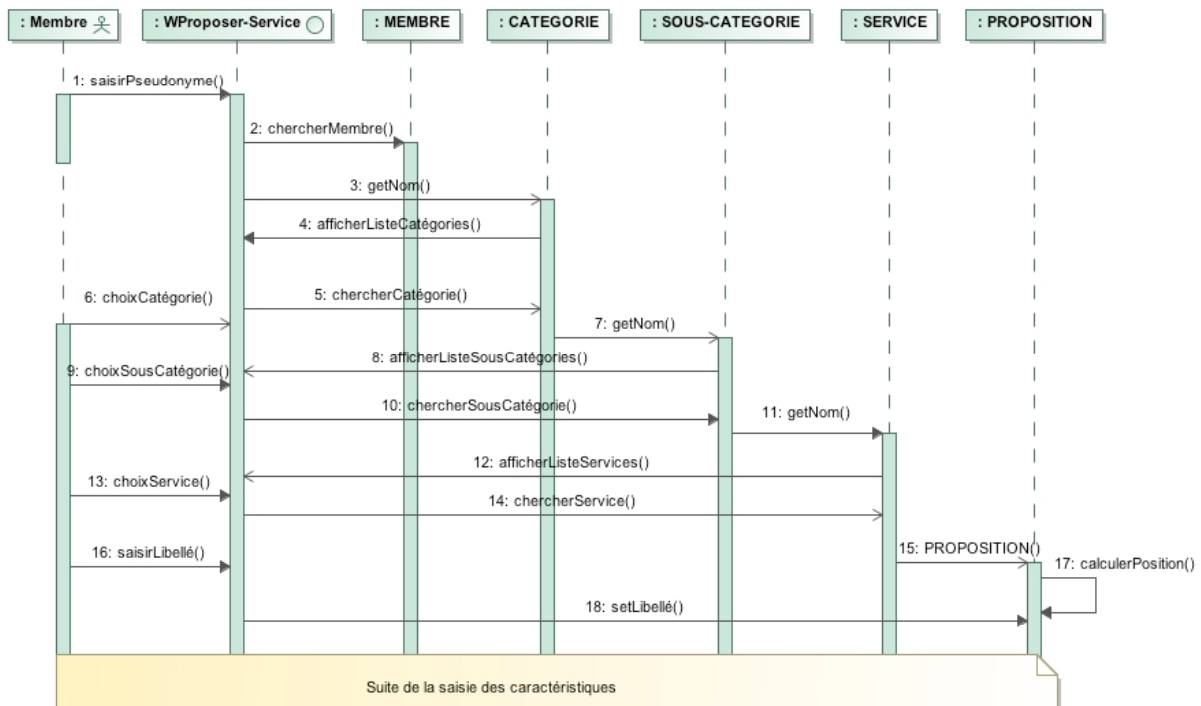 : Membre
: WProposer-Service
: MEMBRE
: CATEGORIE
: SOUS-CATEGORIE
: SERVICE
: PROPOSITION
1: saisirPseudonyme()
2: chercherMembre()
3: getNom()
4: afficherListeCatégories()
6: choixCatégorie()
5: chercherCatégorie()
7: getNom()
8: afficherListeSousCatégories()
9: choixSousCatégorie()
10: chercherSousCatégorie()
11: getNom()
12: afficherListeServices()
13: choixService()
14: chercherService()
16: saisirLibellé()
15: PROPOSITION()
17: calculerPosition()
18: setLibellé()
Suite de la saisie des caractéristiques